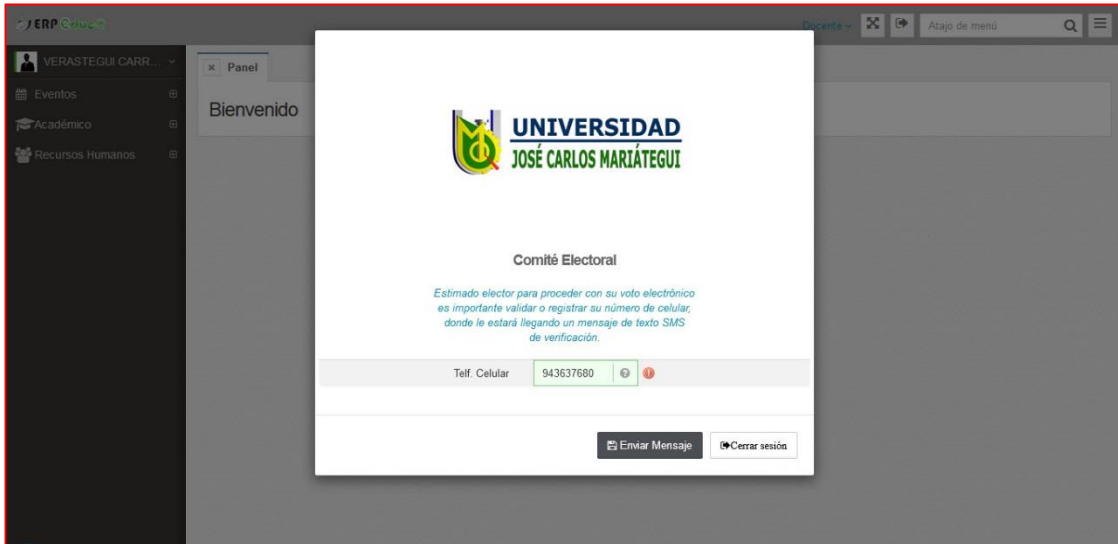 ERP Educa
Docente
Atajo de menú
VERASTEGUI CARR...
Panel
Eventos
Bienvenido
Académico
Recursos Humanos
UNIVERSIDAD
JOSÉ CARLOS MARIÁTEGUI
Comité Electoral
Estimado elector para proceder con su voto electrónico
es importante validar o registrar su número de celular,
donde le estará llegando un mensaje de texto SMS
de verificación.
Telf. Celular 943637680
Enviar Mensaje
Cerrar sesión